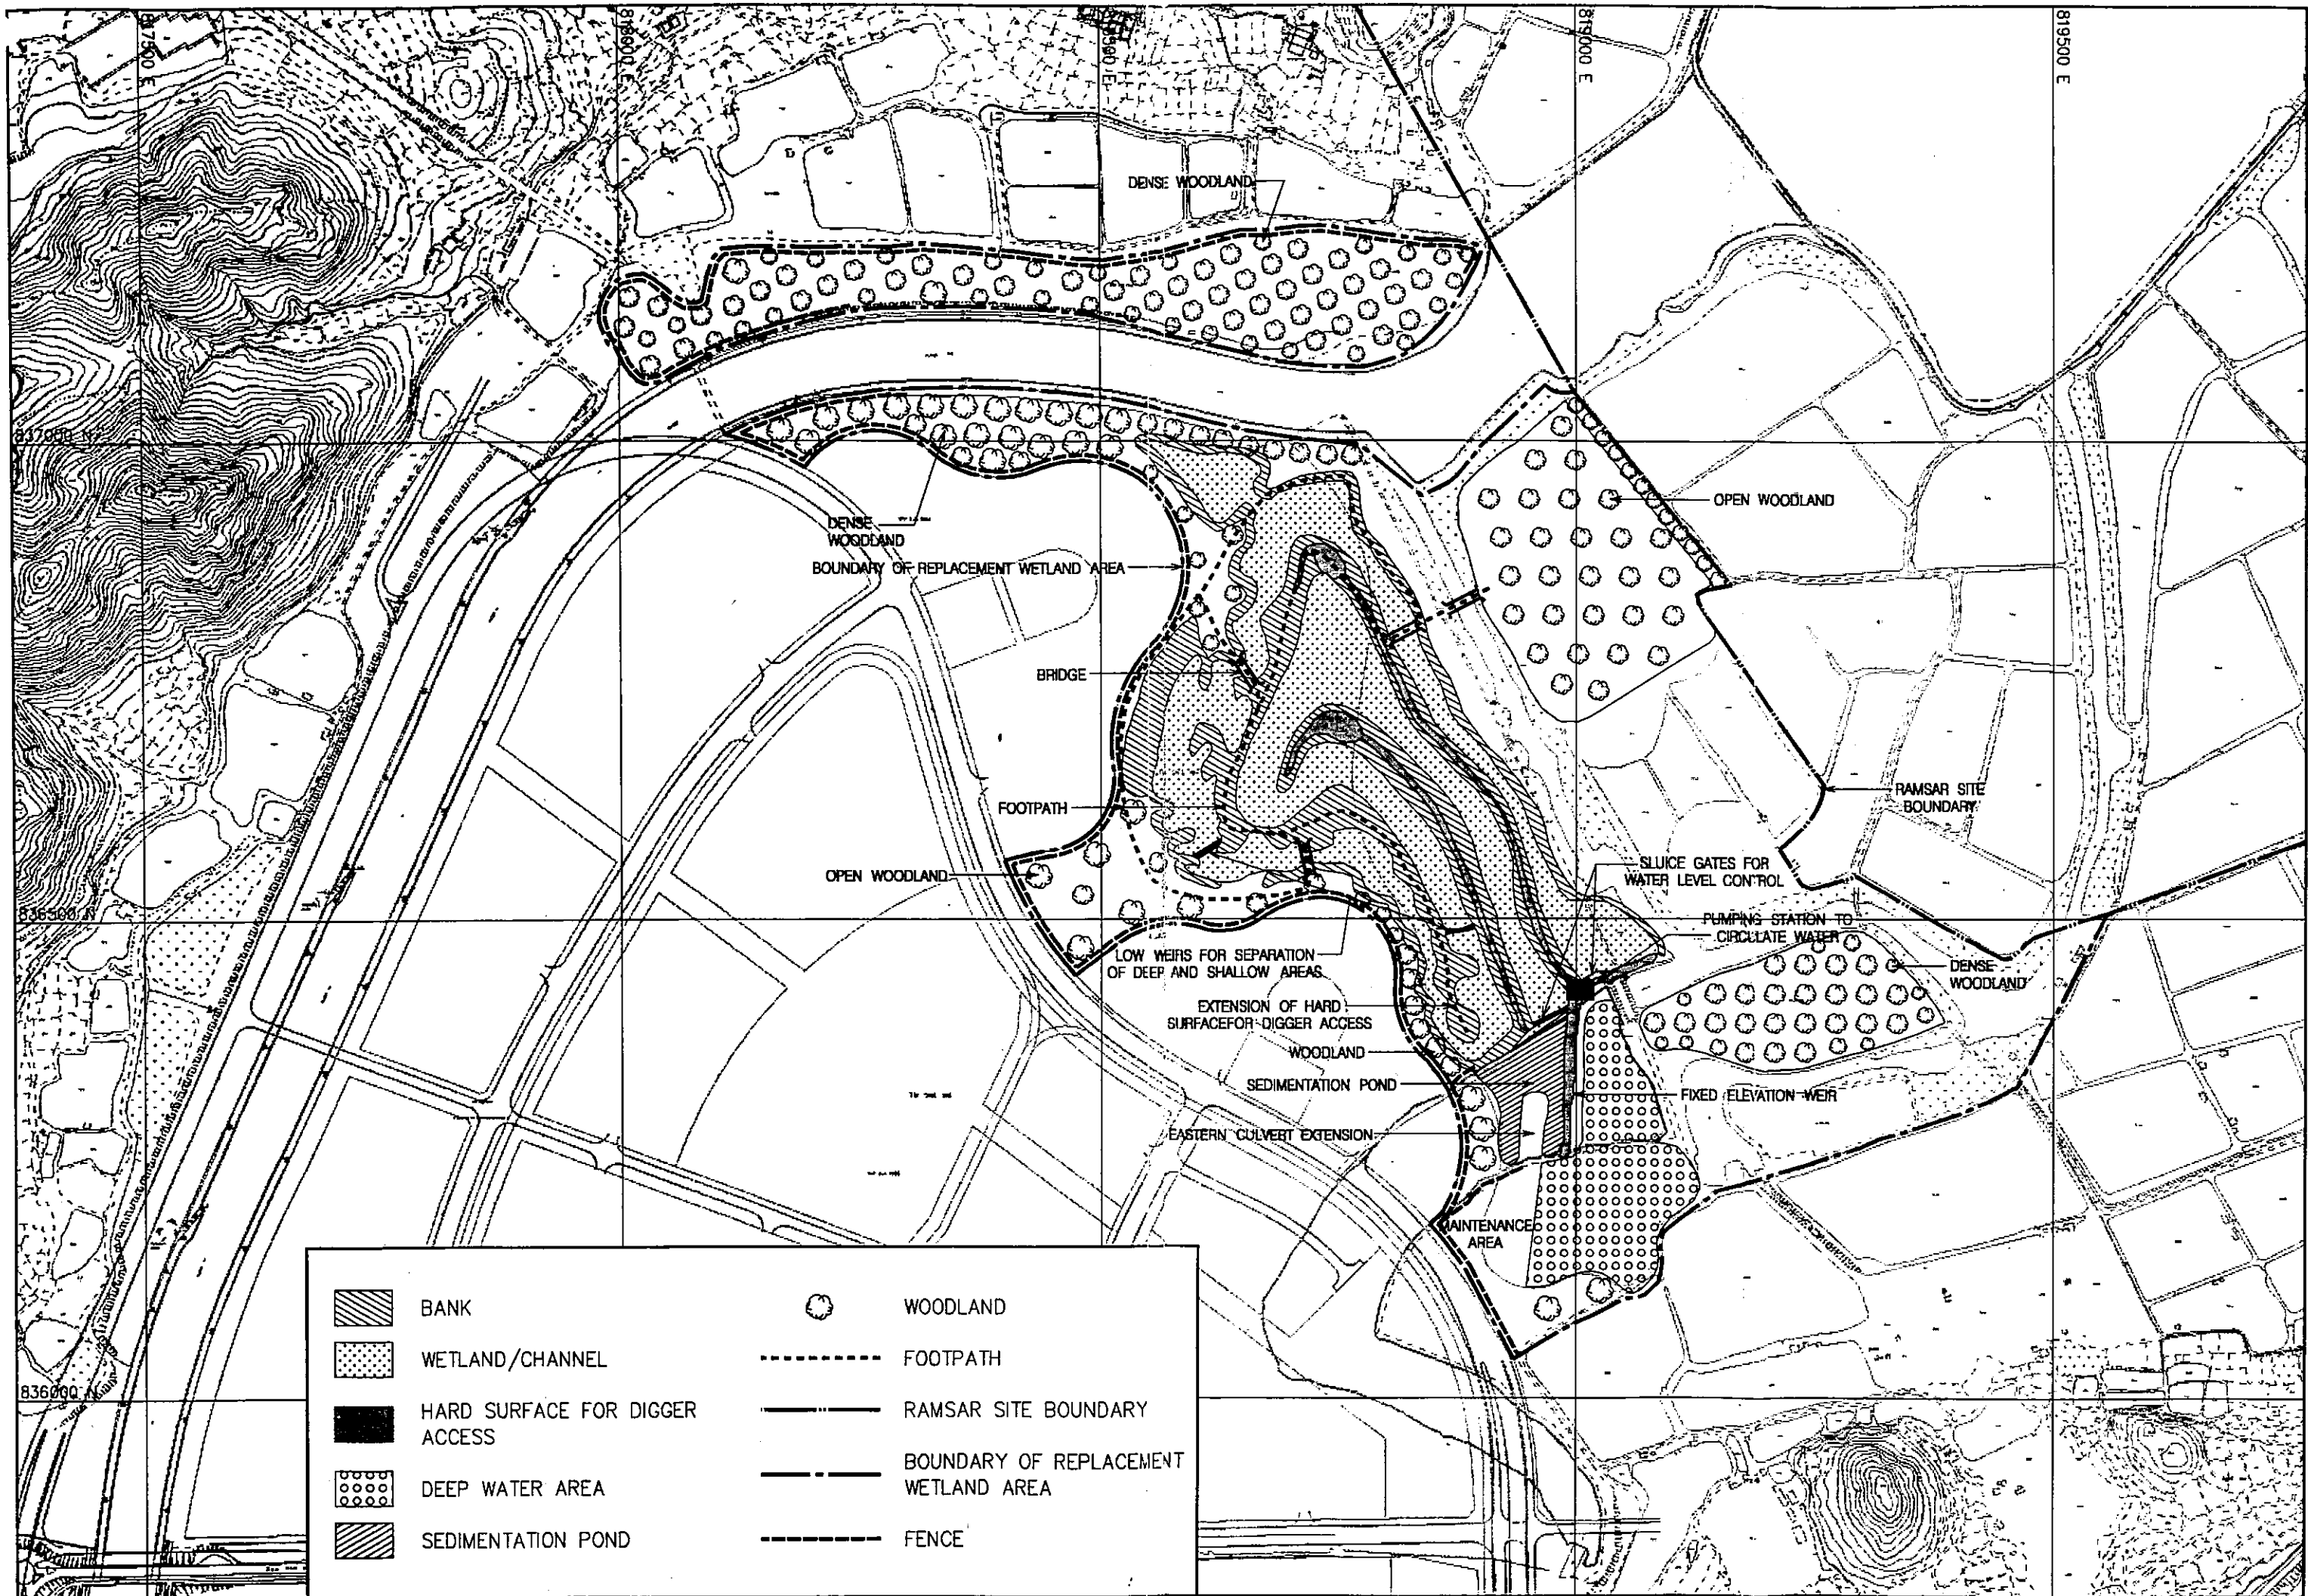 817500 E
818000 E
818500 E
819000 E
819500 E
DENSE WOODLAND
837000 N
OPEN WOODLAND
DENSE
WOODLAND
BOUNDARY OF REPLACEMENT WETLAND AREA
BRIDGE
RAMSAR SITE
BOUNDARY
FOOTPATH
OPEN WOODLAND
SLUICE GATES FOR
WATER LEVEL CONTROL
836500 N
PUMPING STATION TO
CIRCULATE WATER
LOW WEIRS FOR SEPARATION
OF DEEP AND SHALLOW AREAS
DENSE
WOODLAND
EXTENSION OF HARD
SURFACEFOR DIGGER ACCESS
WOODLAND
SEDIMENTATION POND
FIXED ELEVATION WEIR
EASTERN CULVERT EXTENSION
MAINTENANCE
AREA
836000 N
BANK
WETLAND/CHANNEL
HARD SURFACE FOR DIGGER
ACCESS
DEEP WATER AREA
SEDIMENTATION POND
WOODLAND
FOOTPATH
RAMSAR SITE BOUNDARY
BOUNDARY OF REPLACEMENT
WETLAND AREA
FENCE